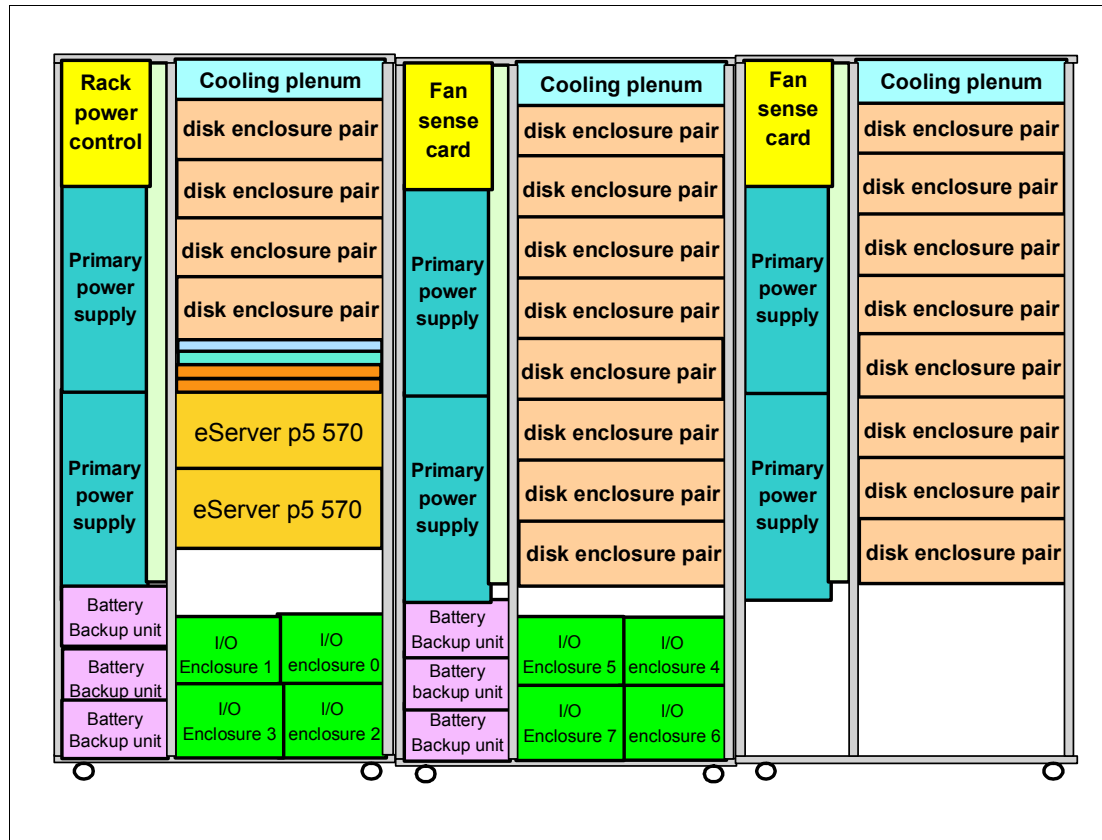 Rack
power
control
Primary
power
supply
Primary
power
supply
Battery
Backup unit
Battery
Backup unit
Battery
Backup unit
Cooling plenum
disk enclosure pair
disk enclosure pair
disk enclosure pair
disk enclosure pair
eServer p5 570
eServer p5 570
I/O
Enclosure 1
I/O
enclosure 0
I/O
Enclosure 3
I/O
enclosure 2
Fan
sense
card
Primary
power
supply
Primary
power
supply
Battery
Backup unit
Battery
backup unit
Battery
Backup unit
Cooling plenum
disk enclosure pair
disk enclosure pair
disk enclosure pair
disk enclosure pair
disk enclosure pair
disk enclosure pair
disk enclosure pair
disk enclosure pair
I/O
Enclosure 5
I/O
enclosure 4
I/O
Enclosure 7
I/O
enclosure 6
Fan
sense
card
Primary
power
supply
Primary
power
supply
Cooling plenum
disk enclosure pair
disk enclosure pair
disk enclosure pair
disk enclosure pair
disk enclosure pair
disk enclosure pair
disk enclosure pair
disk enclosure pair